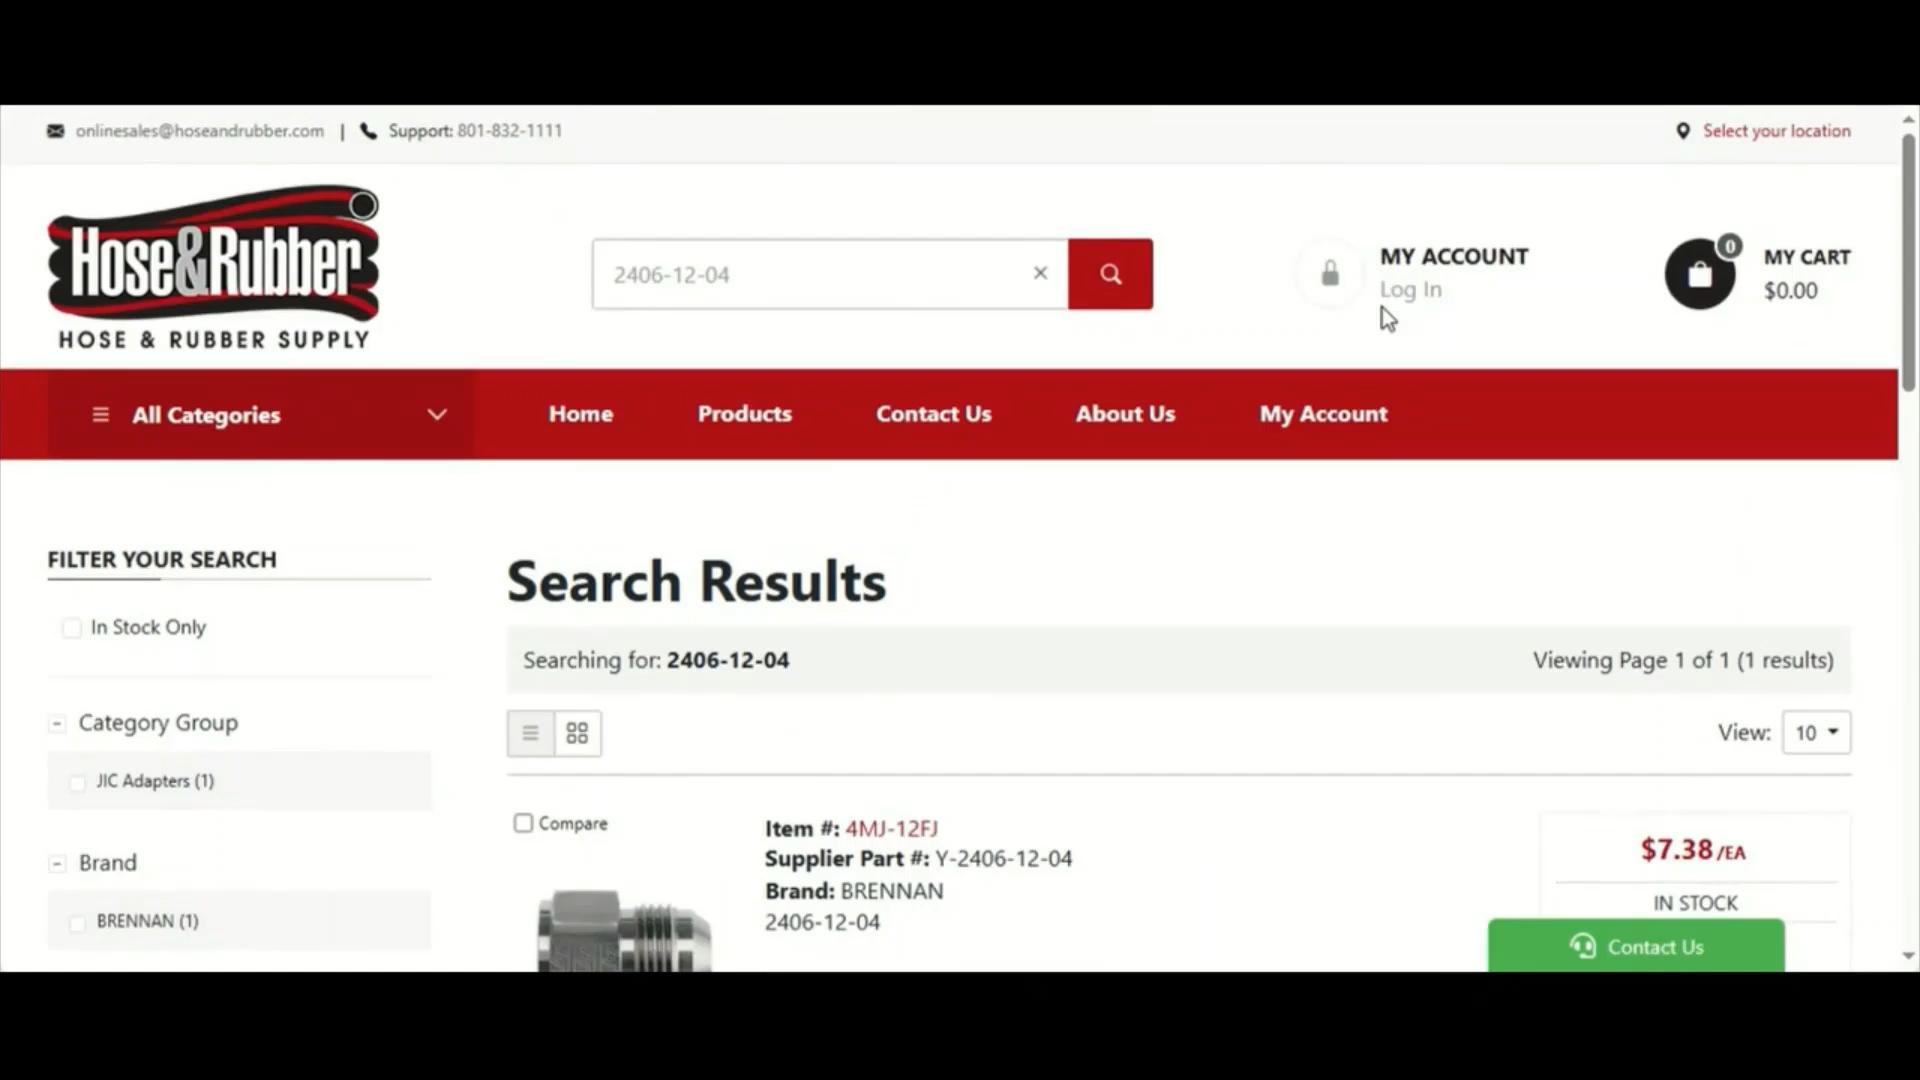 onlinesales@hoseandrubber.com | Support: 801-832-1111
Select your location
Hose&Rubber
HOSE & RUBBER SUPPLY
2406-12-04
MY ACCOUNT
Log In
0
MY CART
$0.00
All Categories
Home
Products
Contact Us
About Us
My Account
FILTER YOUR SEARCH
In Stock Only
Category Group
JIC Adapters (1)
Brand
BRENNAN (1)
Search Results
Searching for: 2406-12-04
Viewing Page 1 of 1 (1 results)
View: 10
Compare
Item #: 4MJ-12FJ
Supplier Part #: Y-2406-12-04
Brand: BRENNAN
2406-12-04
$7.38/EA
IN STOCK
Contact Us